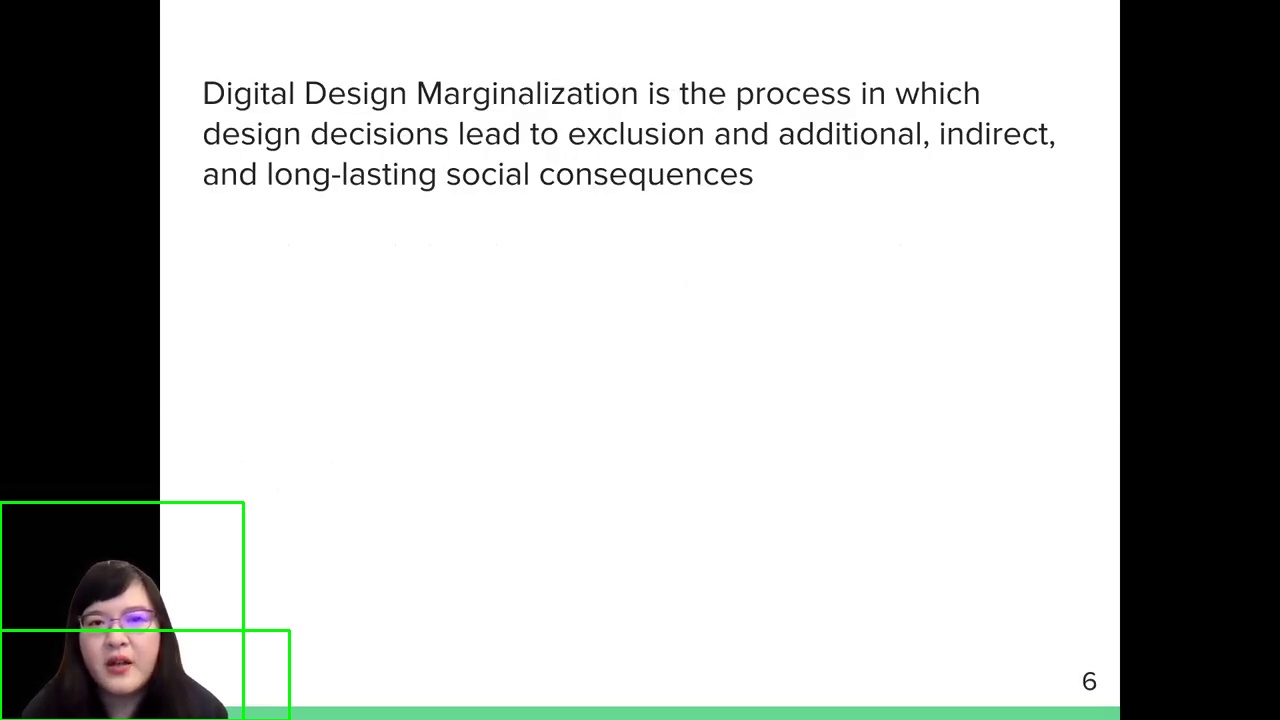 Digital Design Marginalization is the process in which
design decisions lead to exclusion and additional, indirect,
and long-lasting social consequences
6